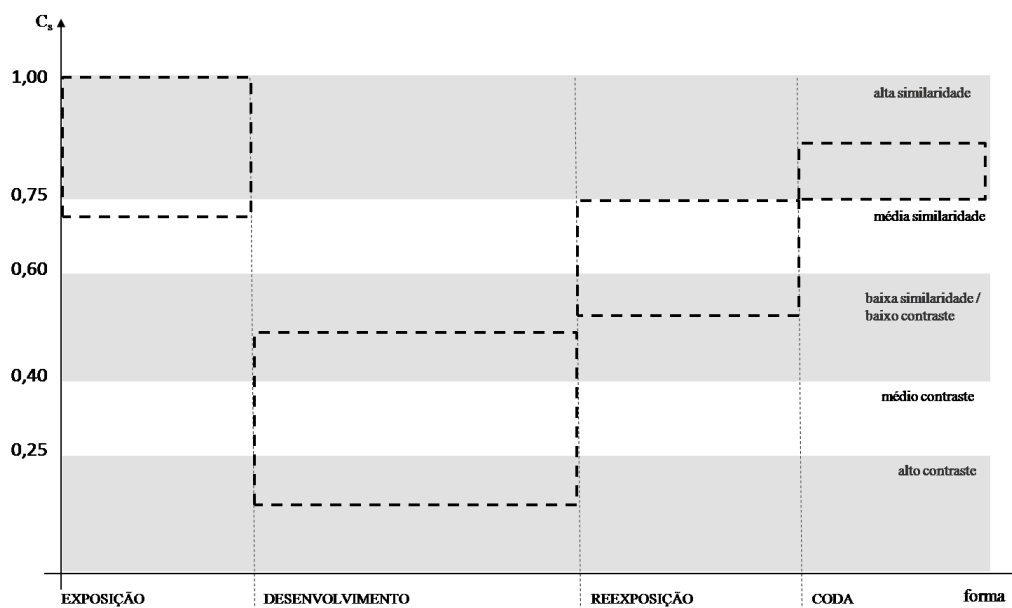 Cs
1,00
alta similaridade
0,75
média similaridade
0,60
baixa similaridade /
baixo contraste
0,40
médio contraste
0,25
alto contraste
EXPOSIÇÃO DESENVOLVIMENTO REEXPOSIÇÃO CODA forma